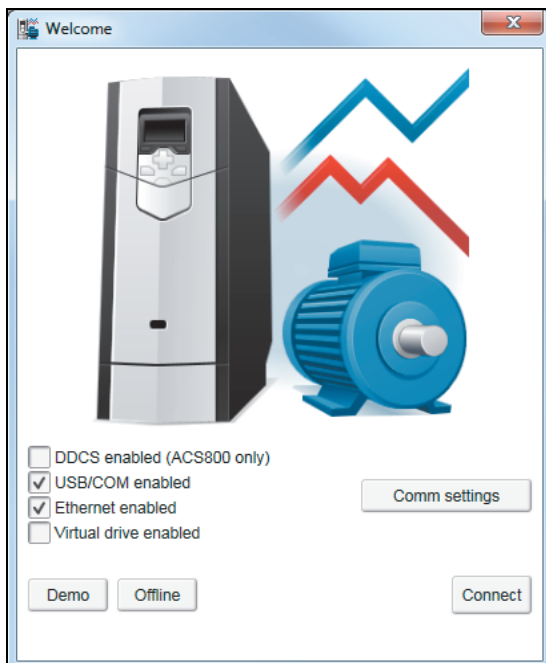 Welcome
DDCS enabled (ACS800 only)
USB/COM enabled
Ethernet enabled
Comm settings
Virtual drive enabled
Demo
Offline
Connect